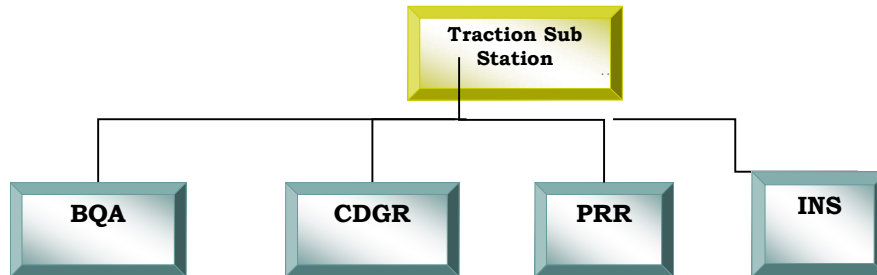 Traction Sub
Station
..
BQA
CDGR
PRR
INS